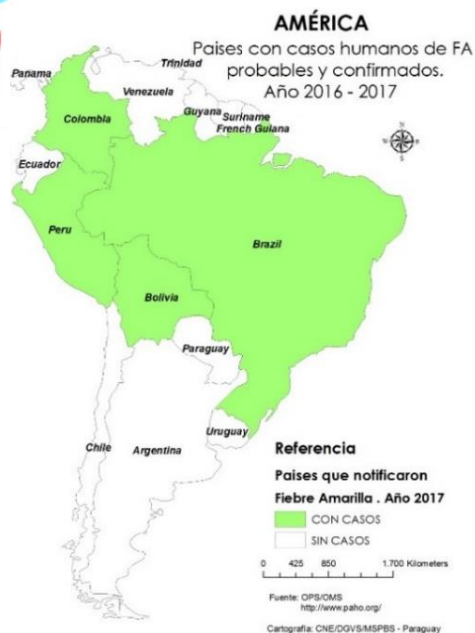 AMÉRICA
Paises con casos humanos de FA
probables y confirmados.
Año 2016 - 2017
Panama
Trinidad
Venezuela
Guyana
Suriname
French Guiana
Colombia
Ecuador
Peru
Brazil
Bolivia
Paraguay
Uruguay
Chile
Argentina
Referencia
Paises que notificaron
Fiebre Amarilla . Año 2017
CON CASOS
SIN CASOS
0 425 850 1.700 Kilometers
Fuente: OPS/OMS
http://www.paho.org/
Cartografía: CNE/DGVS/MSPBS - Paraguay